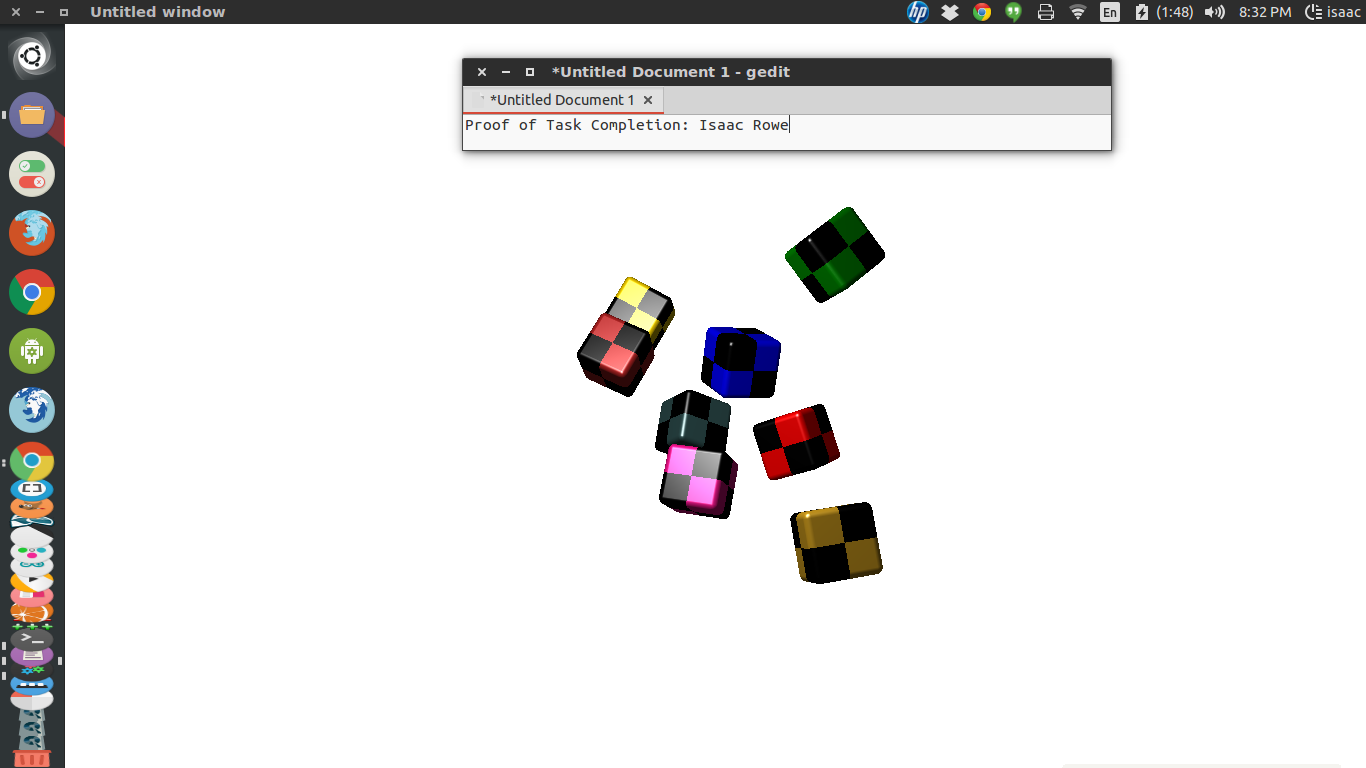 Untitled window
hp
En
(1:48)
8:32 PM
isaac
*Untitled Document 1 - gedit
*Untitled Document 1
Proof of Task Completion: Isaac Rowe